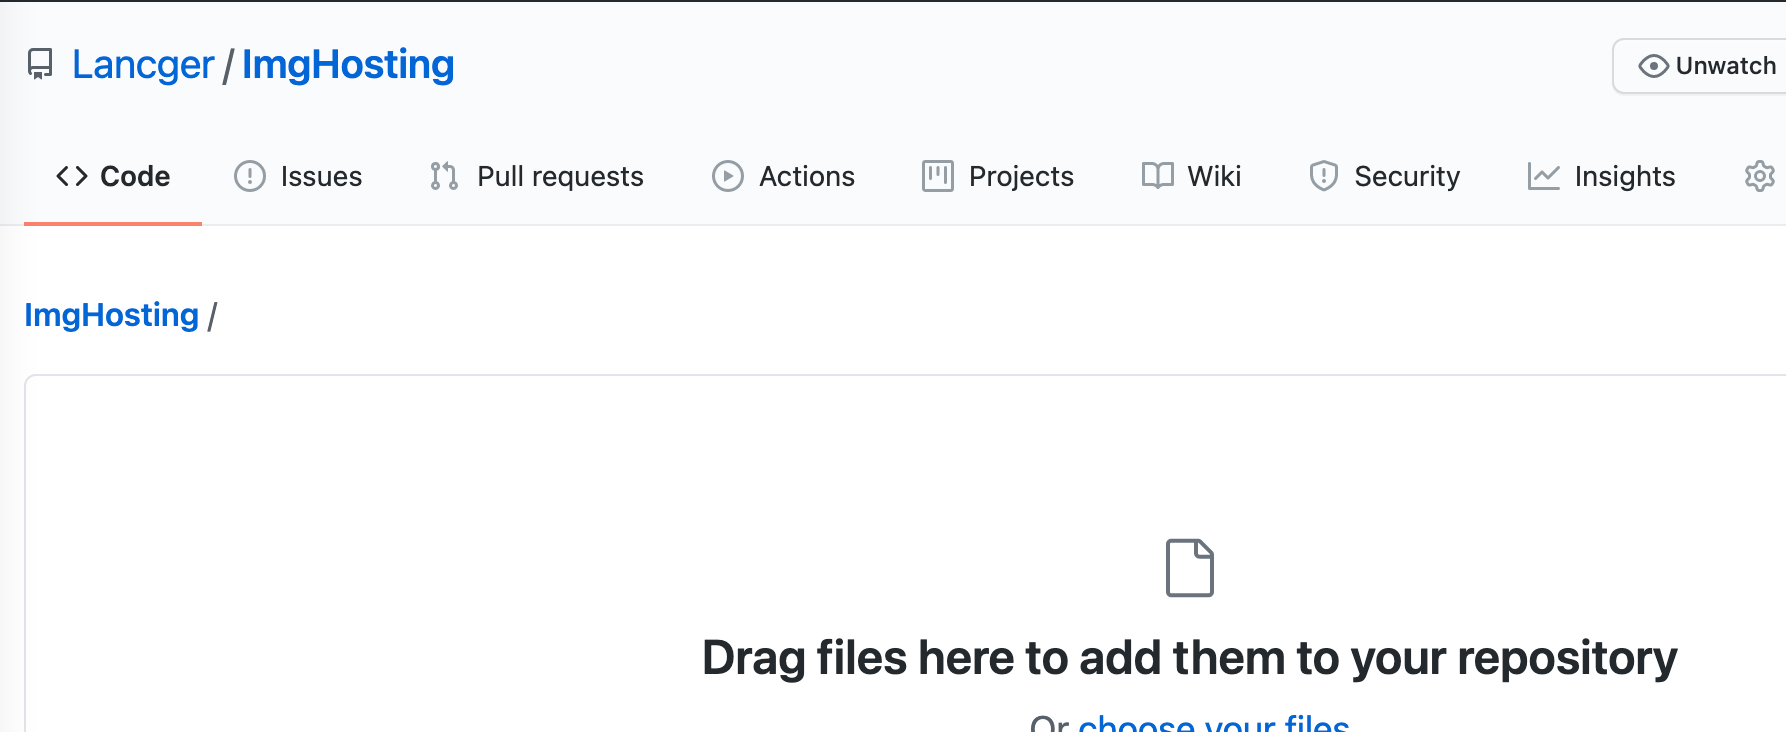 Lancger / ImgHosting
Unwatch
Code Issues Pull requests Actions Projects Wiki Security Insights
ImgHosting /
Drag files here to add them to your repository
Or choose your files